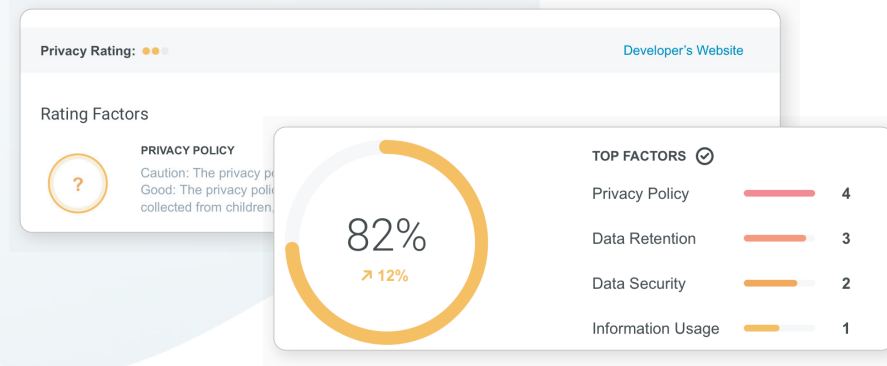 Privacy Rating:
Developer's Website
Rating Factors
?
PRIVACY POLICY
Caution: The privacy
Good: The privacy
collected from children,
82%
12%
TOP FACTORS
Privacy Policy 4
Data Retention 3
Data Security 2
Information Usage 1